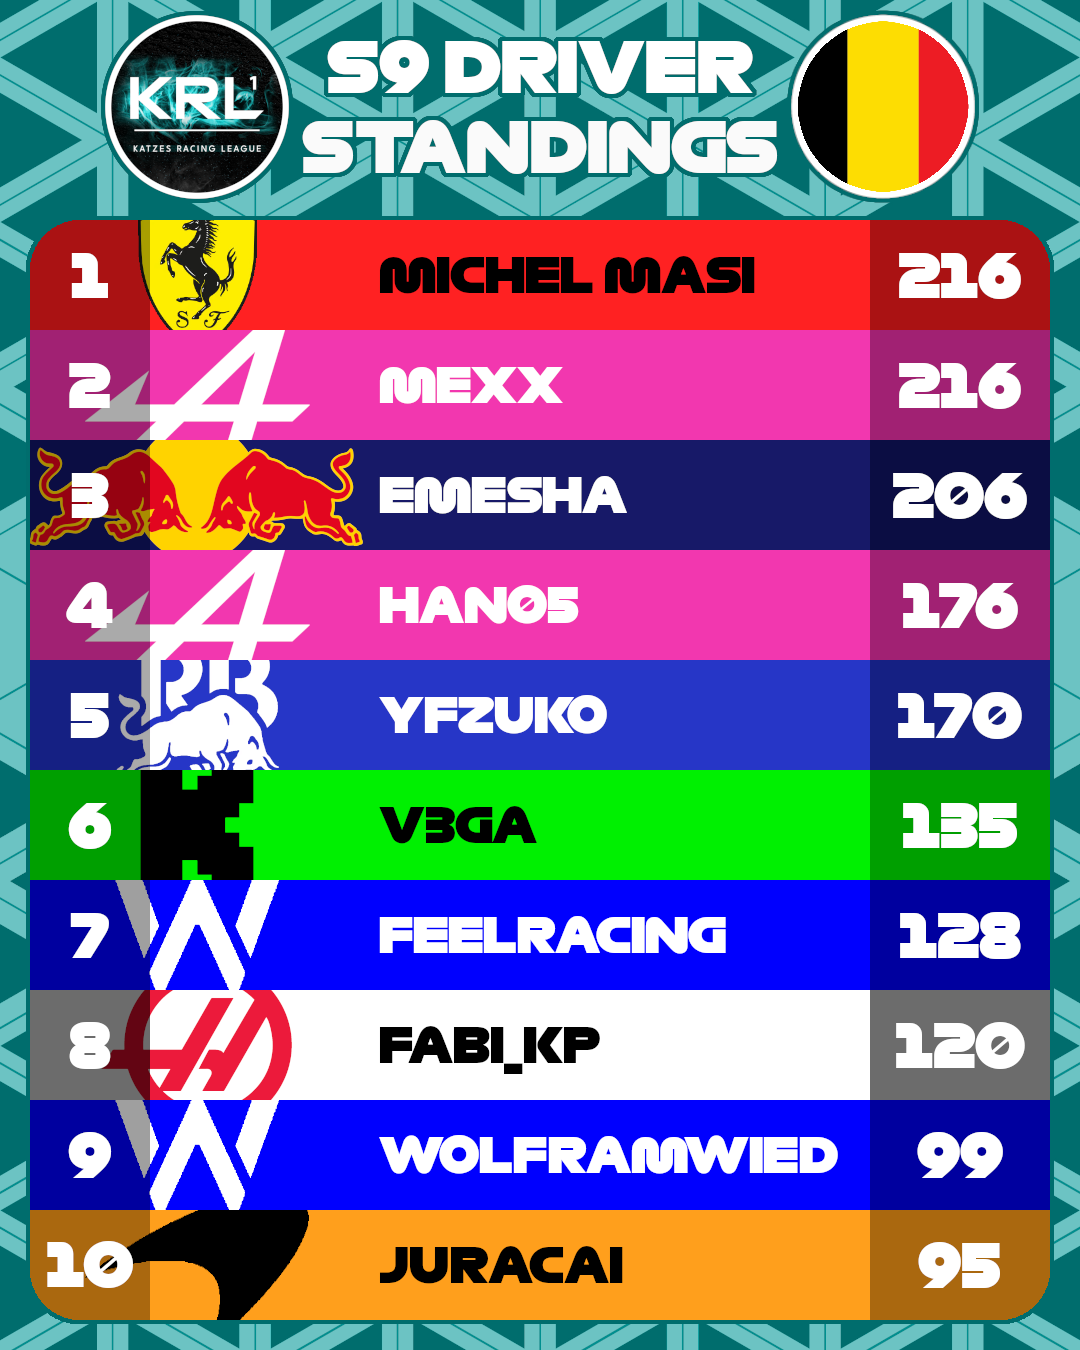 KRL1
KATZES RACING LEAGUE
S9 DRIVER
STANDINGS
1 S F MICHEL MASI 216
2 MEXX 216
3 EMESHA 206
4 HAN05 176
5 RB YFZUKO 170
6 V3GA 135
7 FEELRACING 128
8 FABI_KP 120
9 WOLFRAMWIED 99
10 JURACAI 95